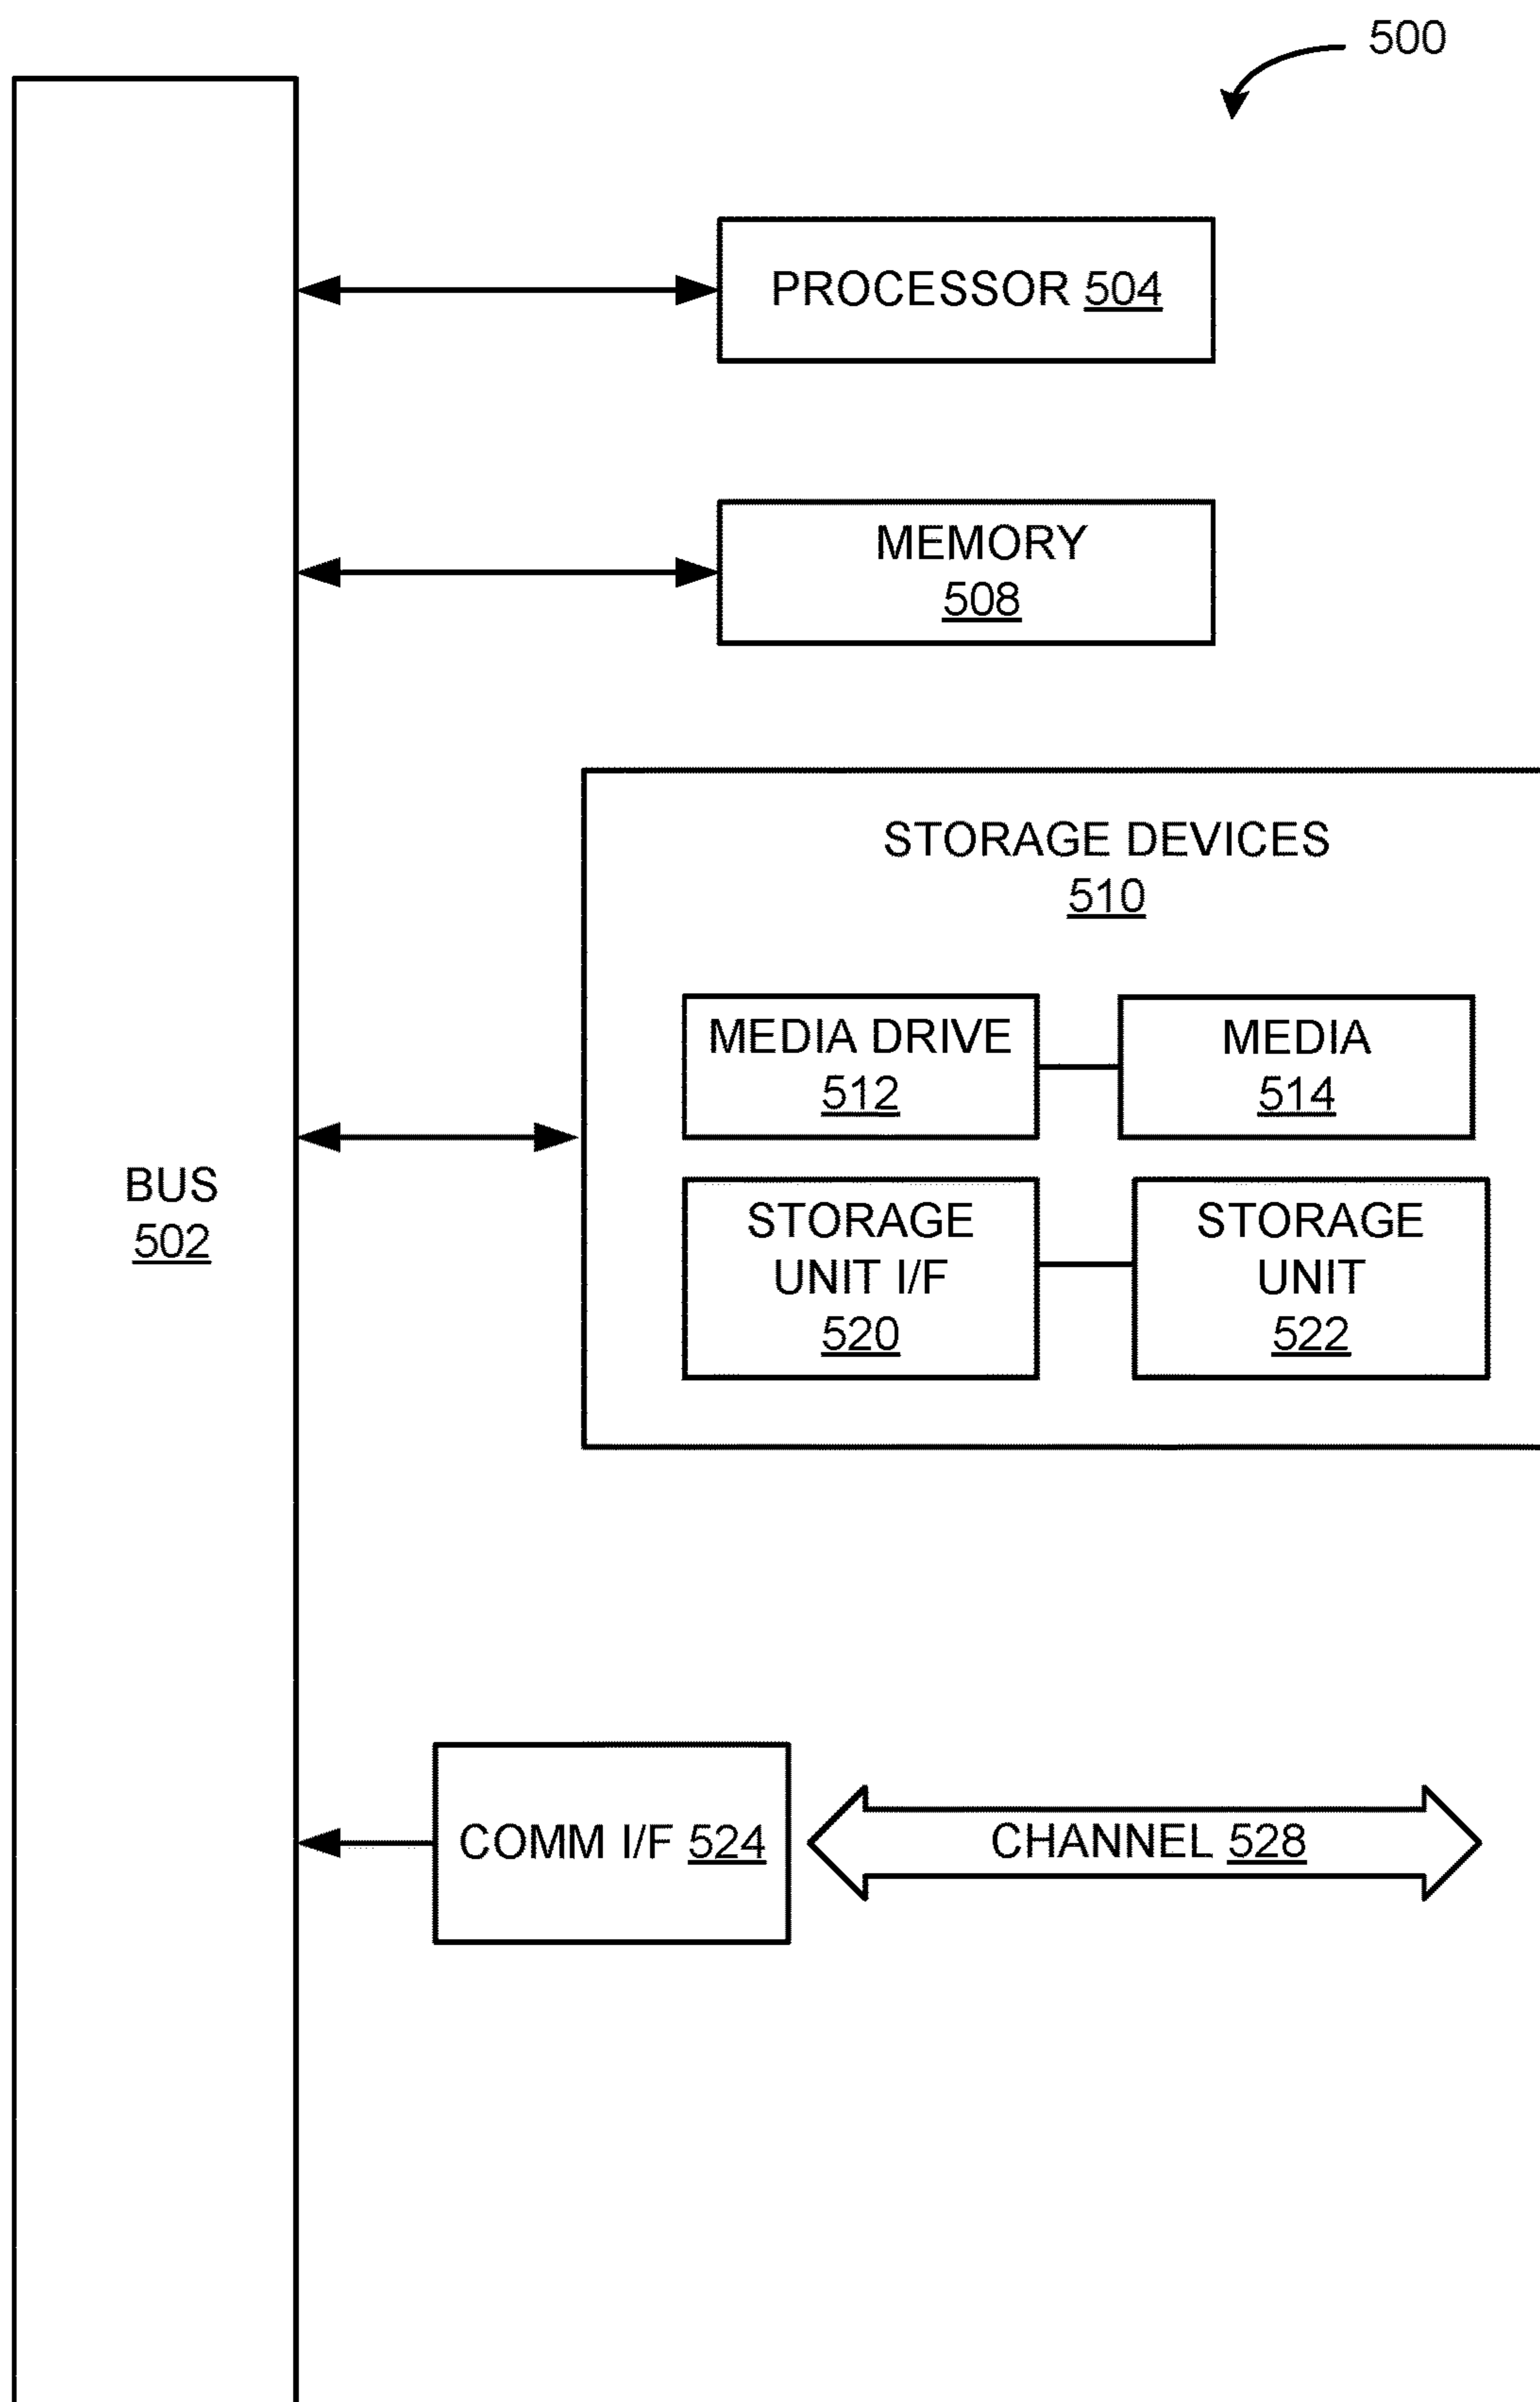 500
PROCESSOR 504
MEMORY
508
STORAGE DEVICES
510
MEDIA DRIVE
512
MEDIA
514
BUS
502
STORAGE
UNIT I/F
520
STORAGE
UNIT
522
COMM I/F 524
CHANNEL 528